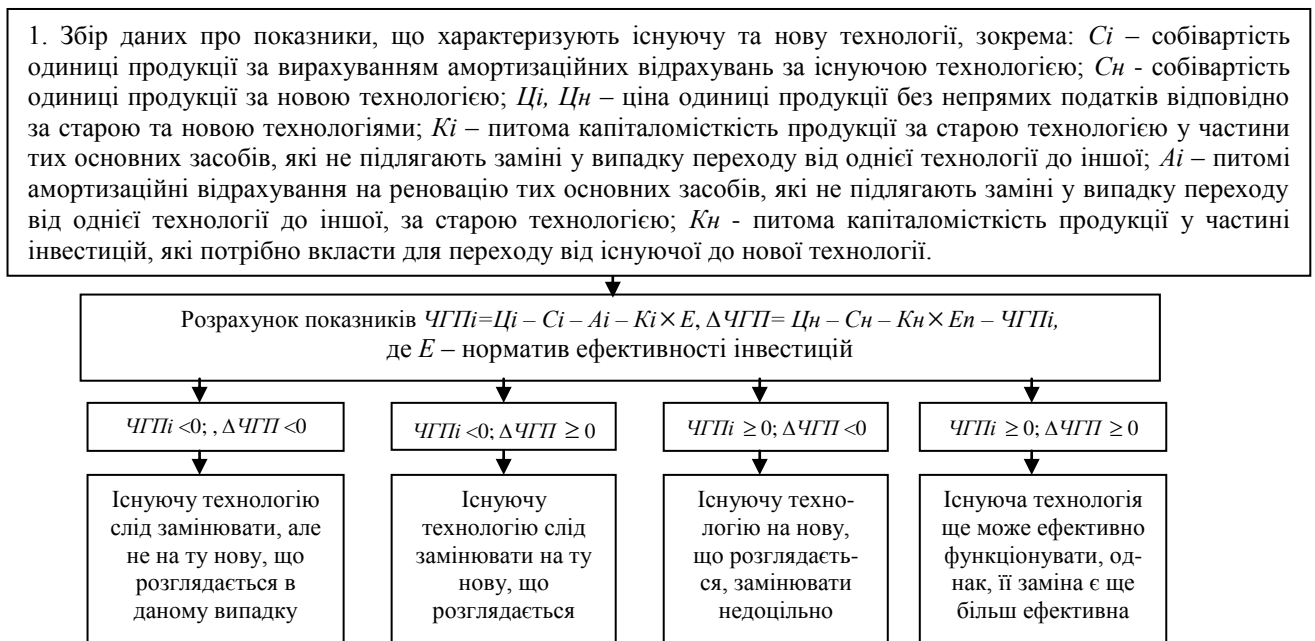 1. Збір даних про показники, що характеризують існуючу та нову технології, зокрема: Сі – собівартість
одиниці продукції за вирахуванням амортизаційних відрахувань за існуючою технологією; Сн - собівартість
одиниці продукції за новою технологією; Ці, Цн – ціна одиниці продукції без непрямих податків відповідно
за старою та новою технологіями; Кі – питома капіталомісткість продукції за старою технологією у частини
тих основних засобів, які не підлягають заміні у випадку переходу від однієї технології до іншої; Аі – питомі
амортизаційні відрахування на реновацію тих основних засобів, які не підлягають заміні у випадку переходу
від однієї технології до іншої, за старою технологією; Кн - питома капіталомісткість продукції у частині
інвестицій, які потрібно вкласти для переходу від існуючої до нової технології.
Розрахунок показників ЧГПі=Ці – Сі – Аі – Кі×Е, ΔЧГП= Цн – Сн – Кн×Еп – ЧГПі,
де Е – норматив ефективності інвестицій
ЧГПі <0; , ΔЧГП <0
ЧГПі <0; ΔЧГП ≥ 0
ЧГПі ≥ 0; ΔЧГП <0
ЧГПі ≥ 0; ΔЧГП ≥ 0
Існуючу технологію
слід замінювати, але
не на ту нову, що
розглядається в
даному випадку
Існуючу
технологію слід
замінювати на ту
нову, що
розглядається
Існуючу техно-
логію на нову,
що розглядаєть-
ся, замінювати
недоцільно
Існуюча технологія
ще може ефективно
функціонувати, од-
нак, її заміна є ще
більш ефективна